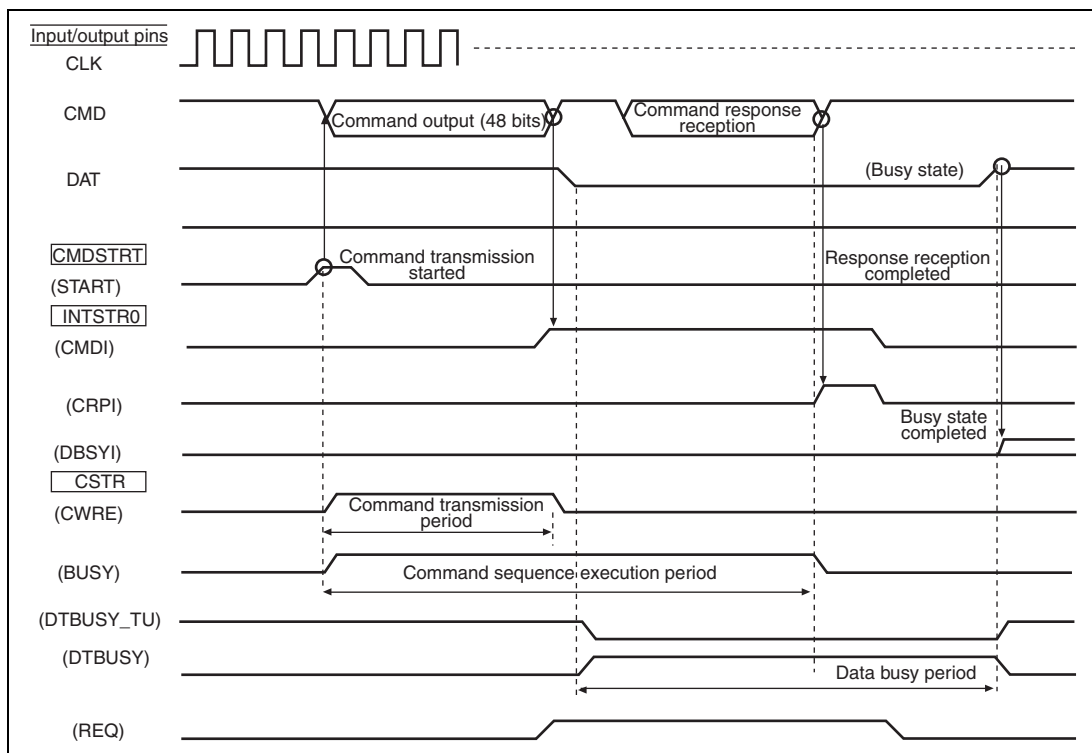 Input/output pins
CLK
CMD
Command output (48 bits)
Command response
reception
DAT
(Busy state)
CMDSTRT
(START)
Command transmission
started
Response reception
completed
INTSTR0
(CMDI)
(CRPI)
Busy state
completed
(DBSYI)
CSTR
(CWRE)
Command transmission
period
(BUSY)
Command sequence execution period
(DTBUSY_TU)
(DTBUSY)
Data busy period
(REQ)